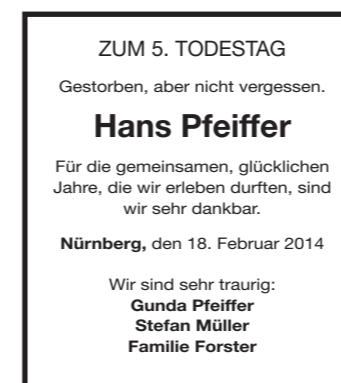 ZUM 5. TODESTAG
Gestorben, aber nicht vergessen.
Hans Pfeiffer
Für die gemeinsamen, glücklichen
Jahre, die wir erleben durften, sind
wir sehr dankbar.
Nürnberg, den 18. Februar 2014
Wir sind sehr traurig:
Gunda Pfeiffer
Stefan Müller
Familie Forster